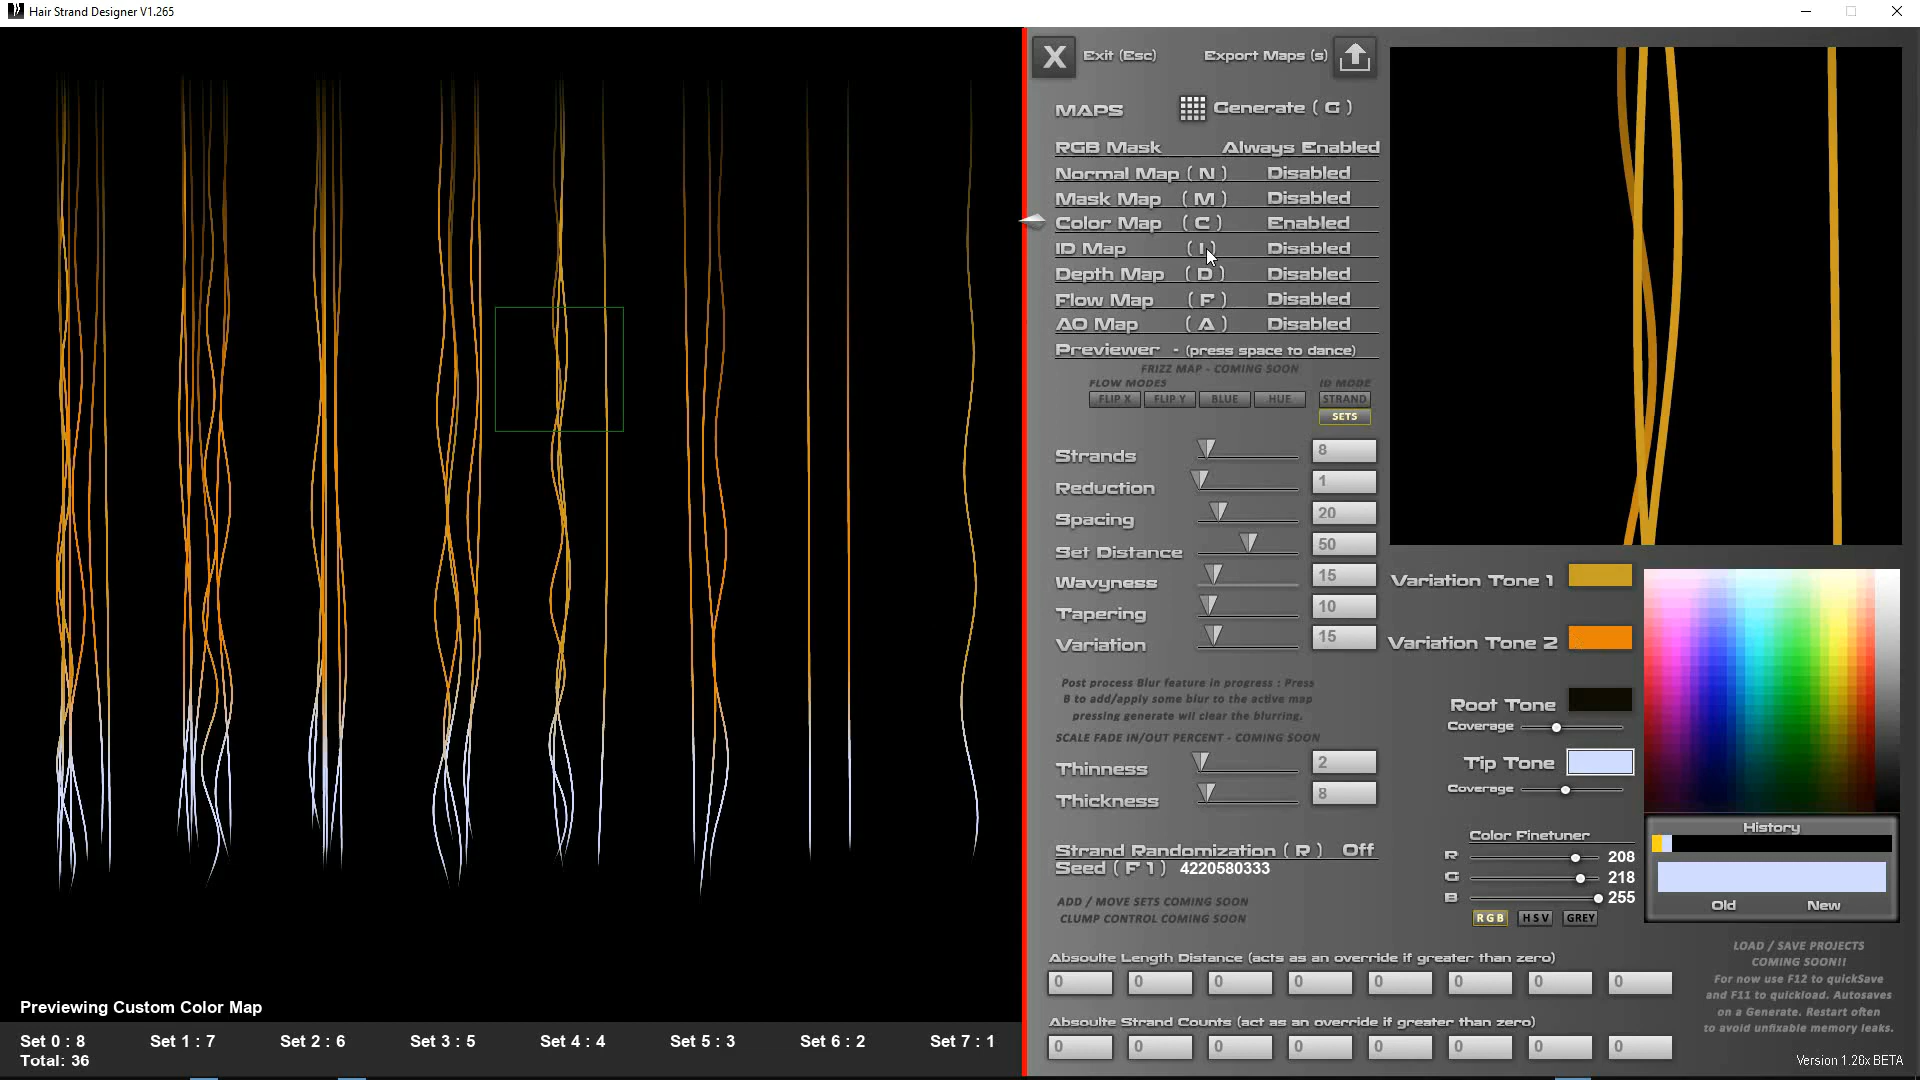 Hair Strand Designer V1.265
X Exit (Esc) Export Maps (s)
MAPS Generate ( G )
RGB Mask Always Enabled
Normal Map ( N ) Disabled
Mask Map ( M ) Disabled
Color Map ( C ) Enabled
ID Map ( I ) Disabled
Depth Map ( D ) Disabled
Flow Map ( F ) Disabled
AO Map ( A ) Disabled
Previewer - (press space to dance)
FRIZZ MAP - COMING SOON
FLOW MODES ID MODE
FLIP X FLIP Y BLUE HUE STRAND
SETS
Strands 8
Reduction 1
Spacing 20
Set Distance 50
Wavyness 15
Tapering 10
Variation 15
Post process Blur feature in progress : Press
B to add/apply some blur to the active map
pressing generate wil clear the blurring.
SCALE FADE IN/OUT PERCENT - COMING SOON
Thinness 2
Thickness 8
Strand Randomization ( R ) Off
Seed ( F1 ) 4220580333
ADD / MOVE SETS COMING SOON
CLUMP CONTROL COMING SOON
Variation Tone 1
Variation Tone 2
Root Tone
Coverage
Tip Tone
Coverage
Color Finetuner
R 208
G 218
B 255
RGB HSV GREY
History
Old New
LOAD / SAVE PROJECTS
COMING SOON!!
For now use F12 to quickSave
and F11 to quickload. Autosaves
on a Generate. Restart often
to avoid unfixable memory leaks.
Absoulte Length Distance (acts as an override if greater than zero)
0 0 0 0 0 0 0 0
Absoulte Strand Counts (act as an override if greater than zero)
0 0 0 0 0 0 0 0
Version 1.26x BETA
Previewing Custom Color Map
Set 0 : 8 Set 1 : 7 Set 2 : 6 Set 3 : 5 Set 4 : 4 Set 5 : 3 Set 6 : 2 Set 7 : 1
Total: 36